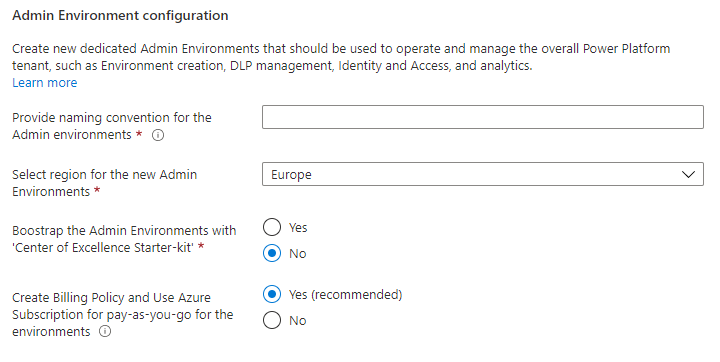 Admin Environment configuration
Create new dedicated Admin Environments that should be used to operate and manage the overall Power Platform
tenant, such as Environment creation, DLP management, Identity and Access, and analytics.
Learn more
Provide naming convention for the
Admin environments *
Select region for the new Admin
Environments *
Europe
Boostrap the Admin Environments with
'Center of Excellence Starter-kit' *
Yes
No
Create Billing Policy and Use Azure
Subscription for pay-as-you-go for the
environments
Yes (recommended)
No